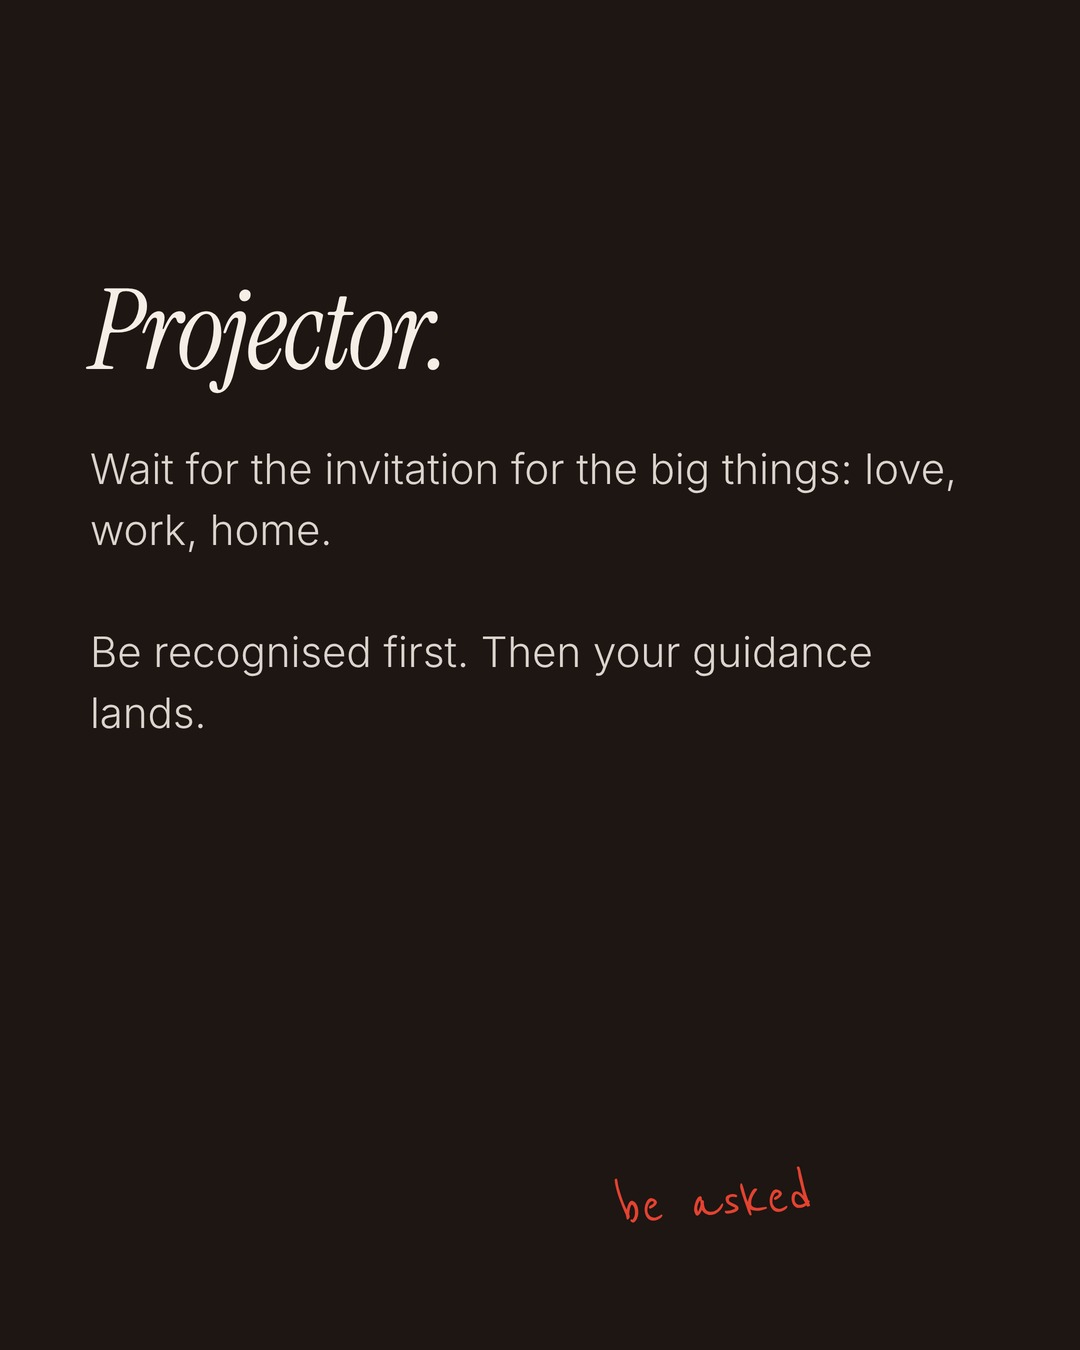 Projector.
Wait for the invitation for the big things: love,
work, home.
Be recognised first. Then your guidance
lands.
be asked